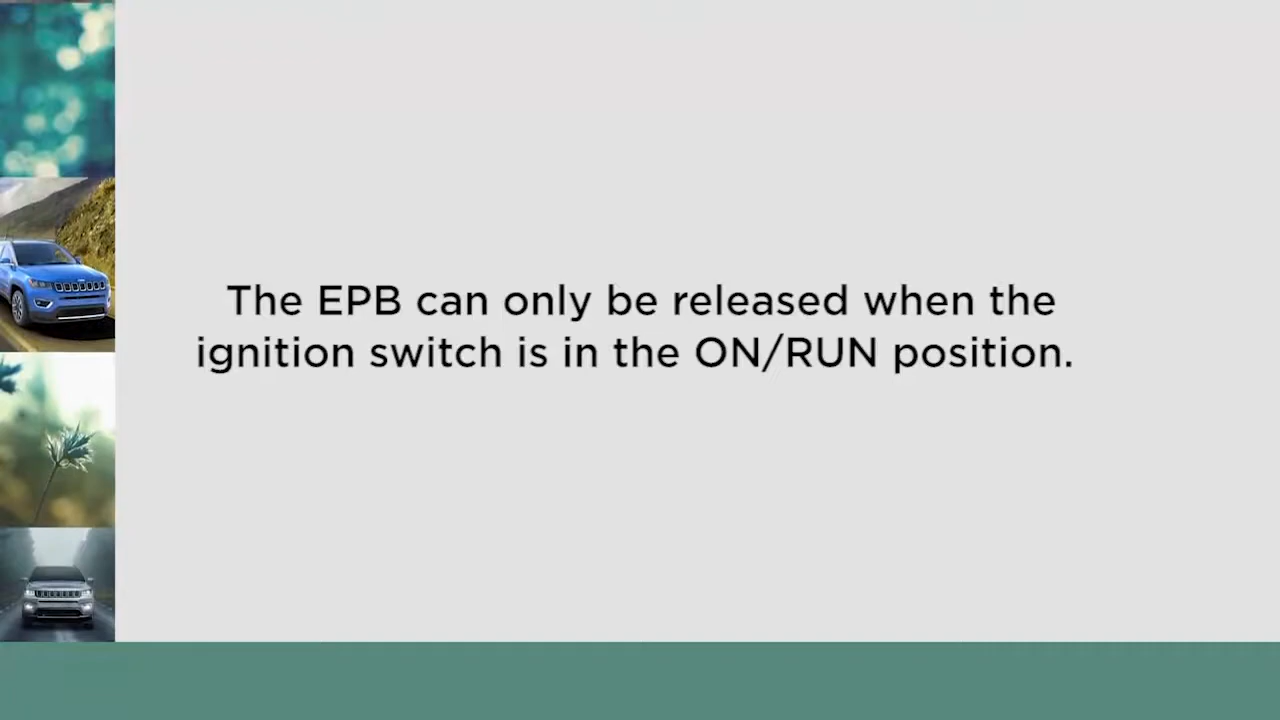 The EPB can only be released when the
ignition switch is in the ON/RUN position.